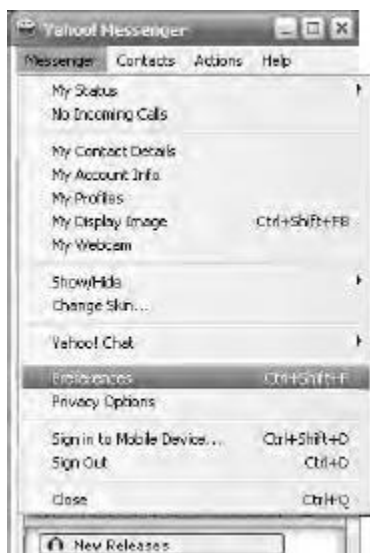 Yahoo! Messenger
Messenger Contacts Actions Help
My Status
No Incoming Calls
My Contact Details
My Account Info
My Profiles
My Display Image Ctrl+Shift+F8
My Webcam
Show/Hide
Change Skin...
Yahoo! Chat
Preferences Ctrl+Shift+P
Privacy Options
Sign in to Mobile Device... Ctrl+Shift+D
Sign Out Ctrl+D
Close Ctrl+Q
New Releases